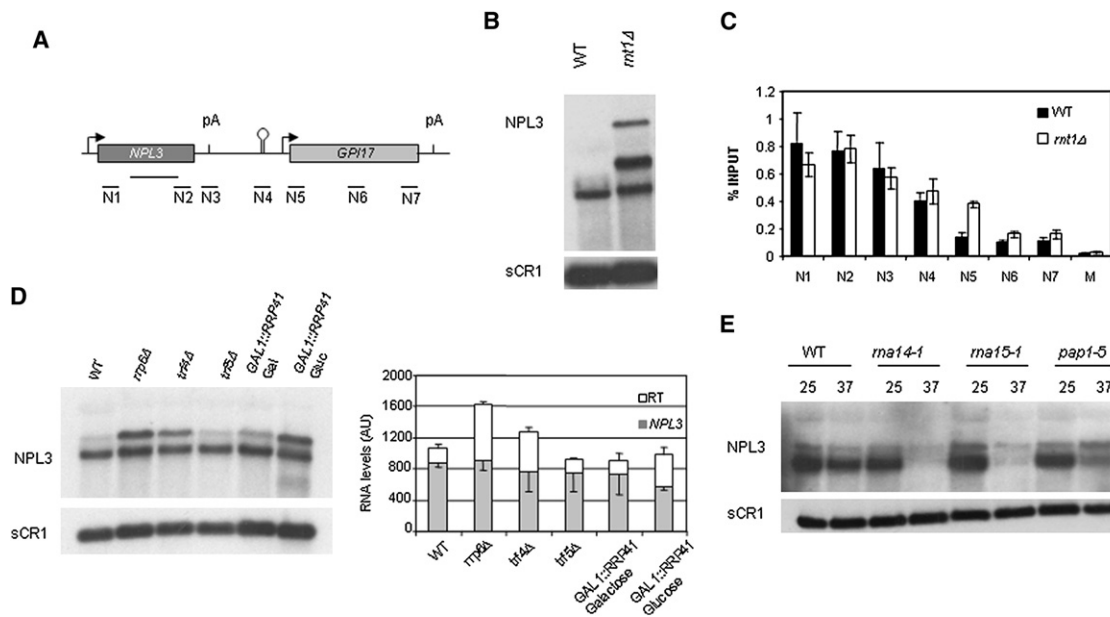 A
pA
pA
NPL3
GPI17
N1
N2
N3
N4
N5
N6
N7
B
WT
rnt1Δ
NPL3
sCR1
C
1.2
1
0.8
0.6
0.4
0.2
0
% INPUT
WT
rnt1Δ
N1 N2 N3 N4 N5 N6 N7 M
D
WT
rrp6Δ
trf4Δ
trf5Δ
GAL1::RRP41
Gal
GAL1::RRP41
Gluc
NPL3
sCR1
2000
1600
1200
800
400
0
RNA levels (AU)
RT
NPL3
WT
rrp6Δ
trf4Δ
trf5Δ
GAL1::RRP41
Galactose
GAL1::RRP41
Glucose
E
WT rna14-1 rna15-1 pap1-5
25 37 25 37 25 37 25 37
NPL3
sCR1